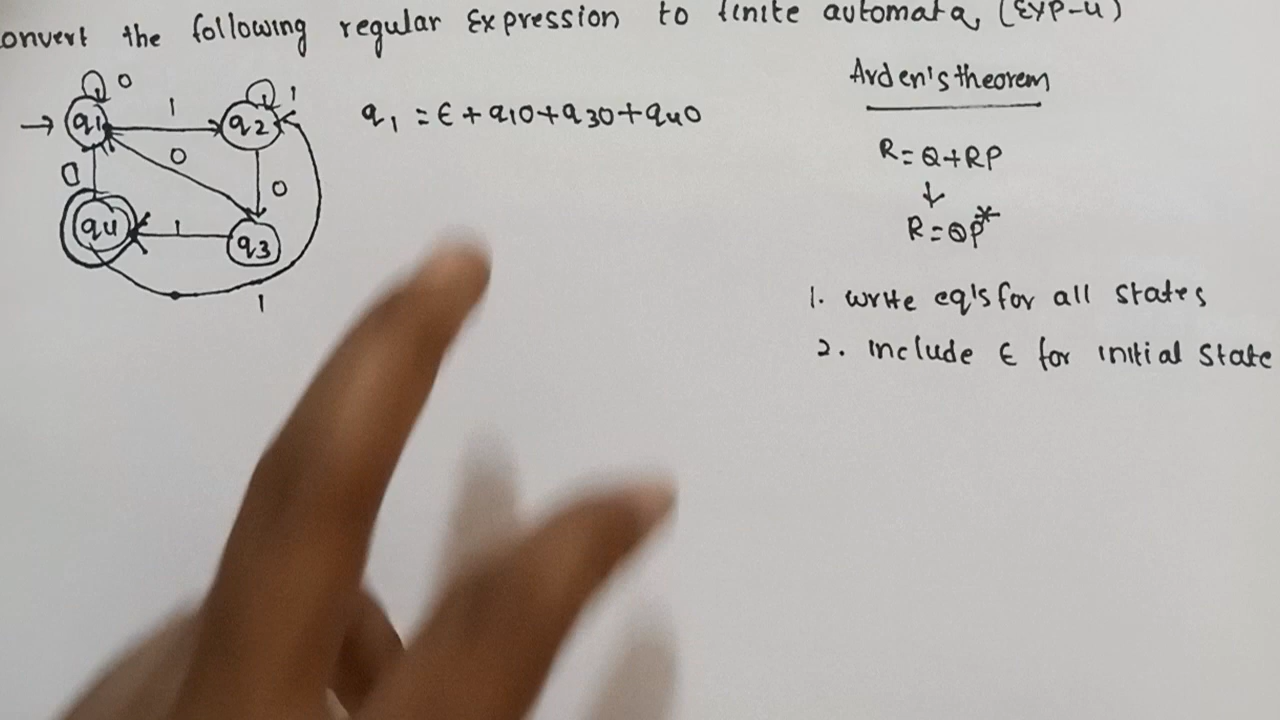 onvert the following regular Expression to finite automata (Exp-4)
Arden's theorem
0
1
1
q1
q2
q1 = ε + q10 + q30 + q40
R = Q + RP
0
0
0
↓
R = QP*
q4
1
q3
1
1. write eq's for all states
2. Include ε for initial state